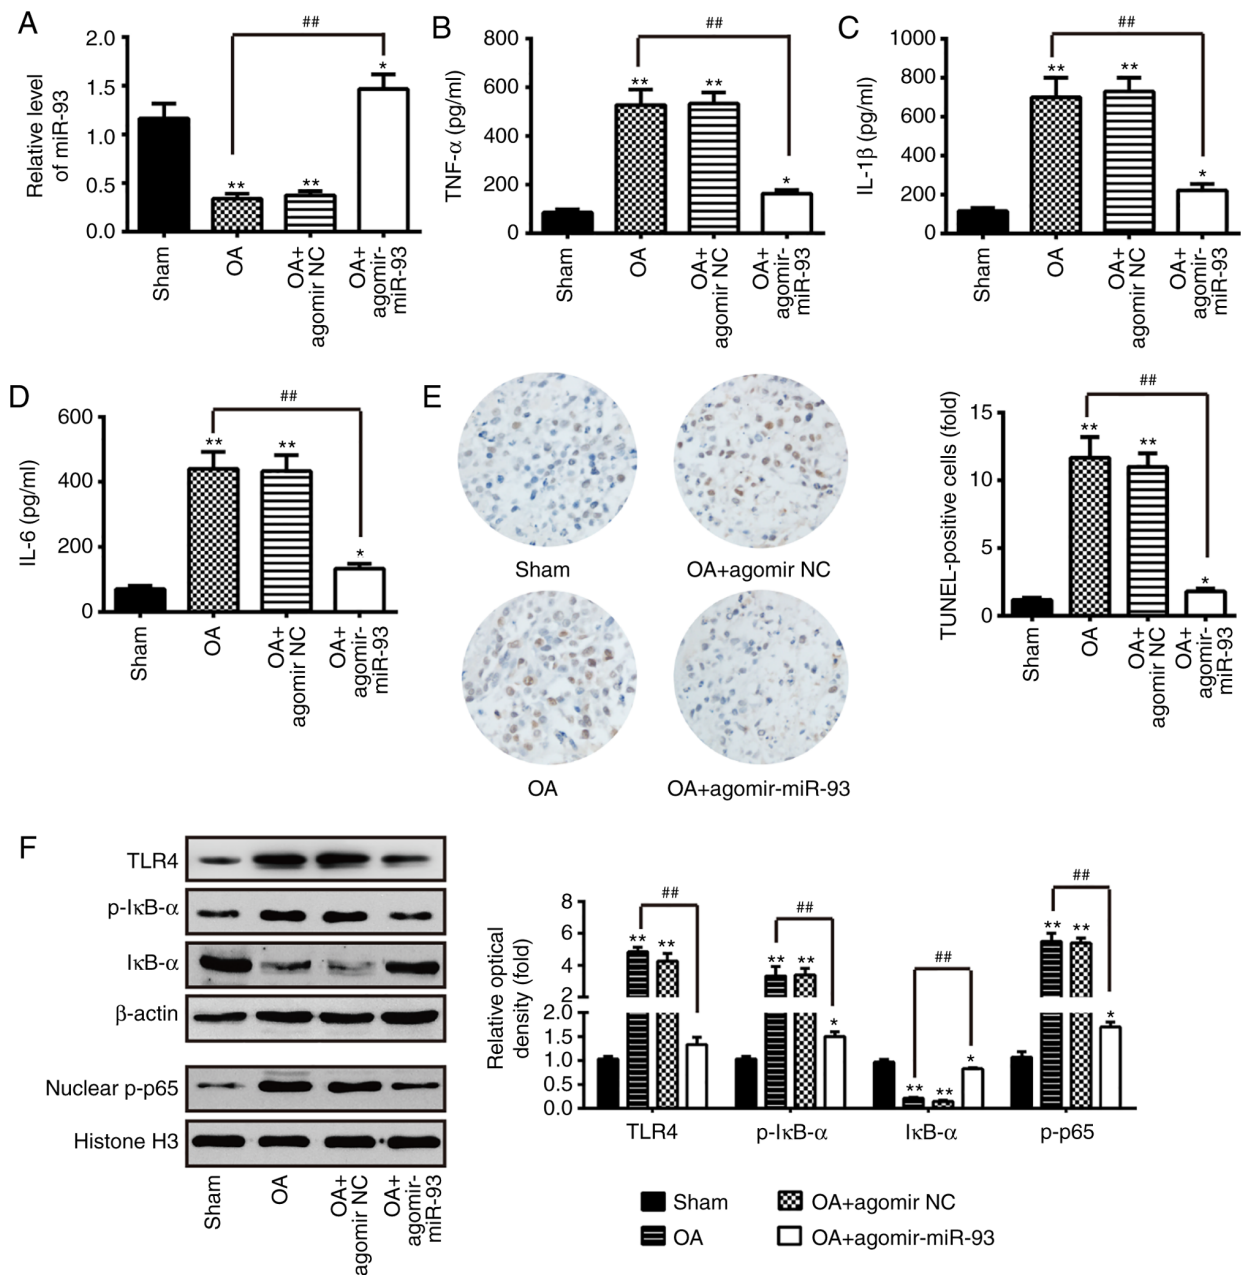 A
Relative level
of miR-93
2.0
1.5
1.0
0.5
0.0
##
**
**
*
Sham
OA
OA+
agomir NC
OA+
agomir-
miR-93
B
TNF-α (pg/ml)
800
600
400
200
0
##
**
**
*
Sham
OA
OA+
agomir NC
OA+
agomir-
miR-93
C
IL-1β (pg/ml)
1000
800
600
400
200
0
##
**
**
*
Sham
OA
OA+
agomir NC
OA+
agomir-
miR-93
D
IL-6 (pg/ml)
600
400
200
0
##
**
**
*
Sham
OA
OA+
agomir NC
OA+
agomir-
miR-93
E
Sham
OA+agomir NC
OA
OA+agomir-miR-93
TUNEL-positive cells (fold)
15
10
5
0
##
**
**
*
Sham
OA
OA+
agomir NC
OA+
agomir-
miR-93
F
TLR4
p-IκB-α
IκB-α
β-actin
Nuclear p-p65
Histone H3
Sham
OA
OA+
agomir NC
OA+
agomir-
miR-93
Relative optical
density (fold)
8
6
4
2
2.0
1.5
1.0
0.5
0.0
##
**
**
##
**
**
*
##
**
**
*
##
**
**
*
TLR4
p-IκB-α
IκB-α
p-p65
Sham
OA+agomir NC
OA
OA+agomir-miR-93